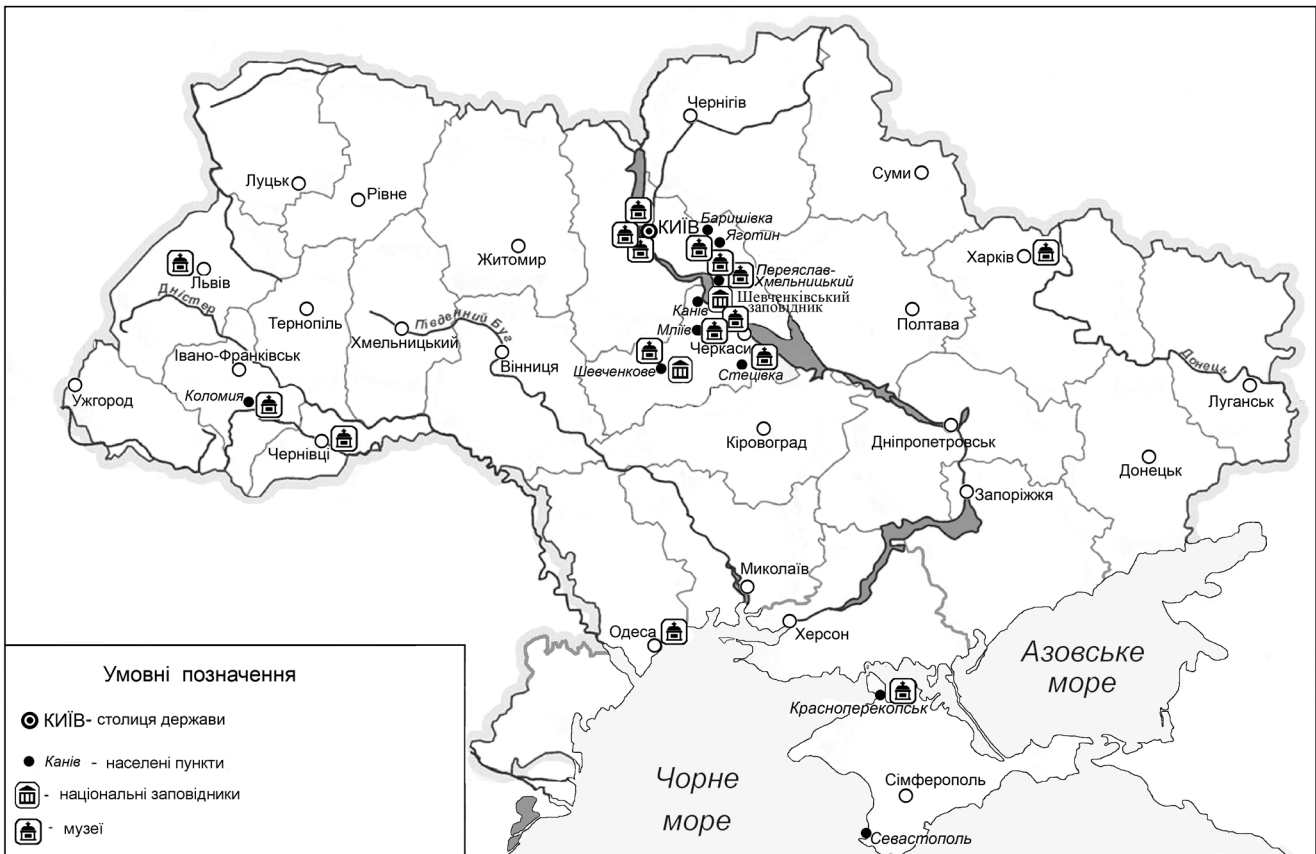 Чернігів
Суми
Луцьк
Рівне
КИЇВ
Баришівка
Яготин
Житомир
Харків
Львів
Переяслав-
Хмельницький
Дністер
Шевченківський
заповідник
Канів
Тернопіль
Хмельницький
Південний Буг
Полтава
Мліїв
Черкаси
Івано-Франківськ
Вінниця
Шевченкове
Стецівка
Донець
Ужгород
Коломия
Луганськ
Чернівці
Кіровоград
Дніпропетровськ
Донецьк
Запоріжжя
Миколаїв
Одеса
Херсон
Азовське
море
Красноперекопськ
Чорне
море
Сімферополь
Севастополь
Умовні позначення
КИЇВ- столиця держави
Канів - населені пункти
- національні заповідники
- музеї